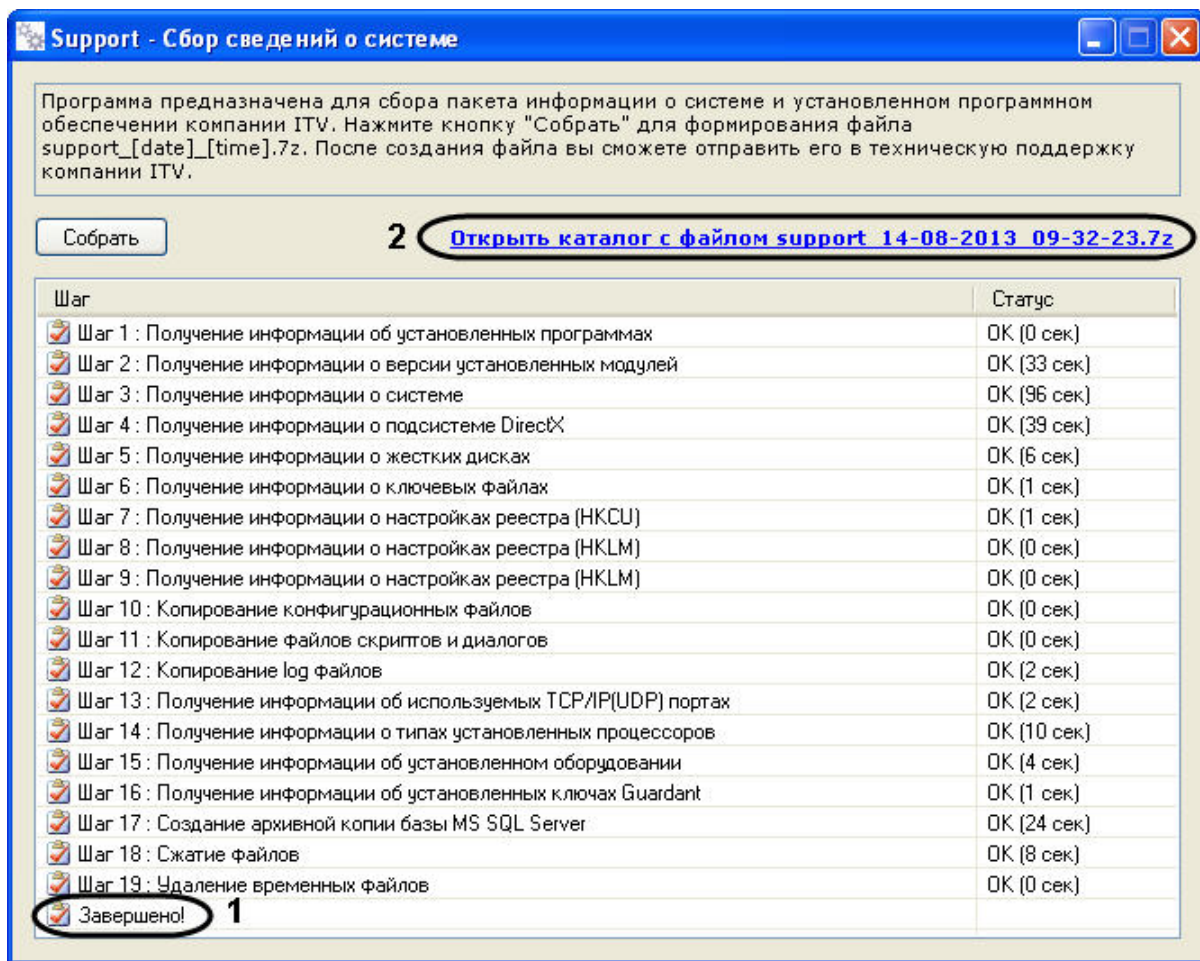 Support - Сбор сведений о системе
Программа предназначена для сбора пакета информации о системе и установленном программном
обеспечении компании ITV. Нажмите кнопку "Собрать" для формирования файла
support_[date]_[time].7z. После создания файла вы сможете отправить его в техническую поддержку
компании ITV.
Собрать 2 Открыть каталог с файлом support_14-08-2013_09-32-23.7z
Шаг Статус
Шаг 1 : Получение информации об установленных программах OK (0 сек)
Шаг 2 : Получение информации о версии установленных модулей OK (33 сек)
Шаг 3 : Получение информации о системе OK (96 сек)
Шаг 4 : Получение информации о подсистеме DirectX OK (39 сек)
Шаг 5 : Получение информации о жестких дисках OK (6 сек)
Шаг 6 : Получение информации о ключевых файлах OK (1 сек)
Шаг 7 : Получение информации о настройках реестра (HKCU) OK (1 сек)
Шаг 8 : Получение информации о настройках реестра (HKLM) OK (0 сек)
Шаг 9 : Получение информации о настройках реестра (HKLM) OK (0 сек)
Шаг 10 : Копирование конфигурационных файлов OK (0 сек)
Шаг 11 : Копирование файлов скриптов и диалогов OK (0 сек)
Шаг 12 : Копирование log файлов OK (2 сек)
Шаг 13 : Получение информации об используемых TCP/IP(UDP) портах OK (2 сек)
Шаг 14 : Получение информации о типах установленных процессоров OK (10 сек)
Шаг 15 : Получение информации об установленном оборудовании OK (4 сек)
Шаг 16 : Получение информации об установленных ключах Guardant OK (1 сек)
Шаг 17 : Создание архивной копии базы MS SQL Server OK (24 сек)
Шаг 18 : Сжатие файлов OK (8 сек)
Шаг 19 : Удаление временных файлов OK (0 сек)
Завершено! 1